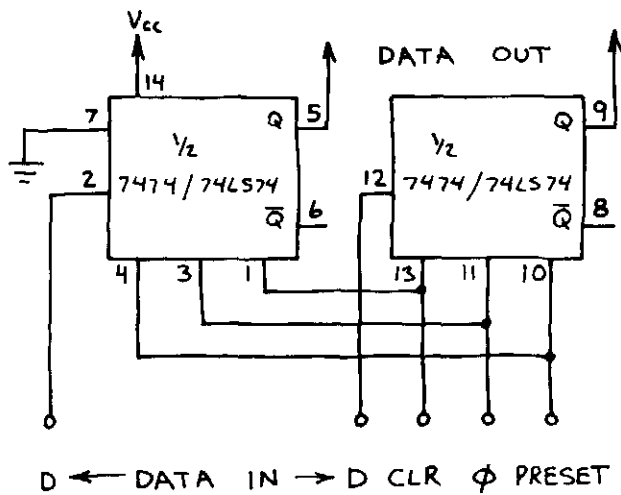 Vcc
14
DATA OUT
7
Q
5
Q
9
1/2
1/2
2
7474/74LS74
12
7474/74LS74
Q̅
6
Q̅
8
4
3
1
13
11
10
D ← DATA IN → D CLR ϕ PRESET